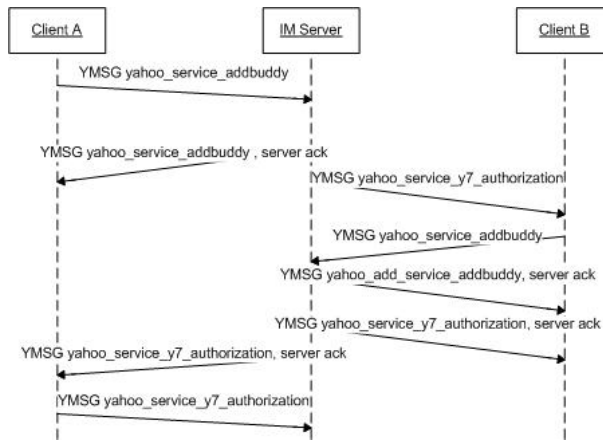 Client A
IM Server
Client B
YMSG yahoo_service_addbuddy
YMSG yahoo_service_addbuddy , server ack
YMSG yahoo_service_y7_authorization
YMSG yahoo_service_addbuddy
YMSG yahoo_add_service_addbuddy, server ack
YMSG yahoo_service_y7_authorization, server ack
YMSG yahoo_service_y7_authorization, server ack
YMSG yahoo_service_y7_authorization